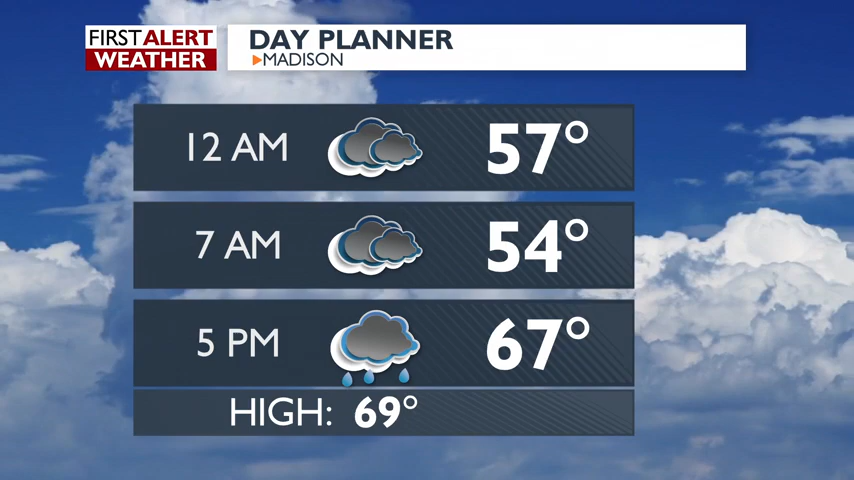 FIRST ALERT
WEATHER
DAY PLANNER
MADISON
12 AM 57°
7 AM 54°
5 PM 67°
HIGH: 69°